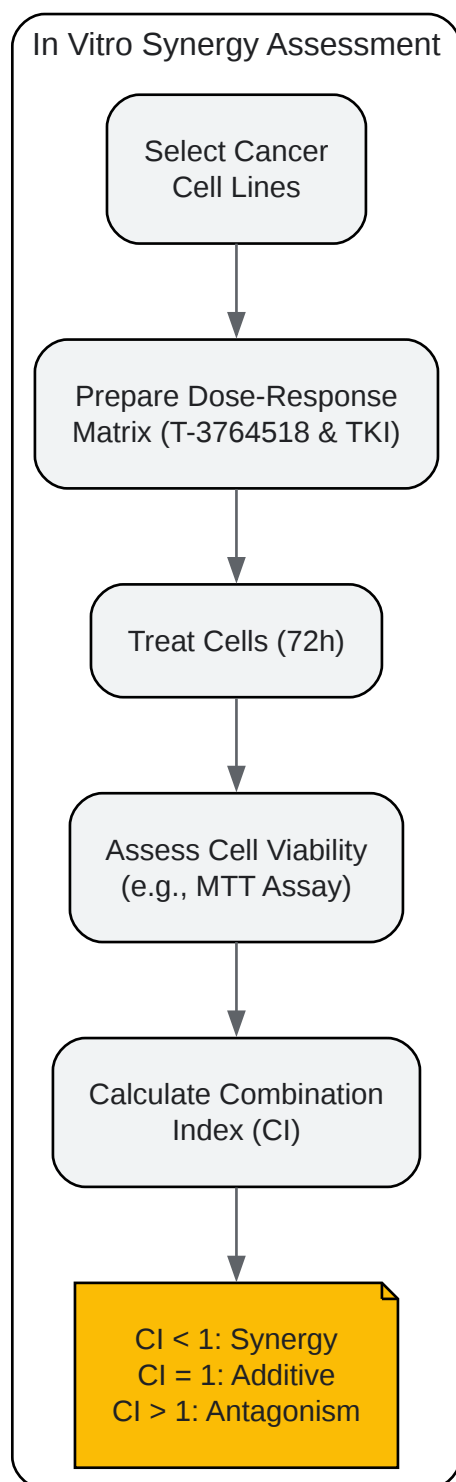 In Vitro Synergy Assessment
Select Cancer
Cell Lines
Prepare Dose-Response
Matrix (T-3764518 & TKI)
Treat Cells (72h)
Assess Cell Viability
(e.g., MTT Assay)
Calculate Combination
Index (CI)
CI < 1: Synergy
CI = 1: Additive
CI > 1: Antagonism